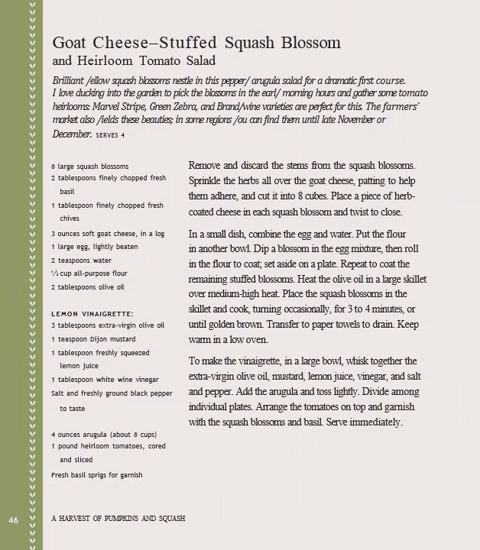 Goat Cheese–Stuffed Squash Blossom
and Heirloom Tomato Salad
Brilliant /ellow squash blossoms nestle in this pepper/ arugula salad for a dramatic first course.
I love ducking into the garden to pick the blossoms in the earl/ morning hours and gather some tomato
heirlooms: Marvel Stripe, Green Zebra, and Brand/wine varieties are perfect for this. The farmers'
market also /ields these beauties; in some regions /ou can find them until late November or
December. SERVES 4
8 large squash blossoms
2 tablespoons finely chopped fresh
basil
1 tablespoon finely chopped fresh
chives
3 ounces soft goat cheese, in a log
1 large egg, lightly beaten
2 teaspoons water
⅓ cup all-purpose flour
2 tablespoons olive oil
LEMON VINAIGRETTE:
3 tablespoons extra-virgin olive oil
1 teaspoon Dijon mustard
1 tablespoon freshly squeezed
lemon juice
1 tablespoon white wine vinegar
Salt and freshly ground black pepper
to taste
4 ounces arugula (about 8 cups)
1 pound heirloom tomatoes, cored
and sliced
Fresh basil sprigs for garnish
Remove and discard the stems from the squash blossoms.
Sprinkle the herbs all over the goat cheese, patting to help
them adhere, and cut it into 8 cubes. Place a piece of herb-
coated cheese in each squash blossom and twist to close.
In a small dish, combine the egg and water. Put the flour
in another bowl. Dip a blossom in the egg mixture, then roll
in the flour to coat; set aside on a plate. Repeat to coat the
remaining stuffed blossoms. Heat the olive oil in a large skillet
over medium-high heat. Place the squash blossoms in the
skillet and cook, turning occasionally, for 3 to 4 minutes, or
until golden brown. Transfer to paper towels to drain. Keep
warm in a low oven.
To make the vinaigrette, in a large bowl, whisk together the
extra-virgin olive oil, mustard, lemon juice, vinegar, and salt
and pepper. Add the arugula and toss lightly. Divide among
individual plates. Arrange the tomatoes on top and garnish
with the squash blossoms and basil. Serve immediately.
46
A HARVEST OF PUMPKINS AND SQUASH